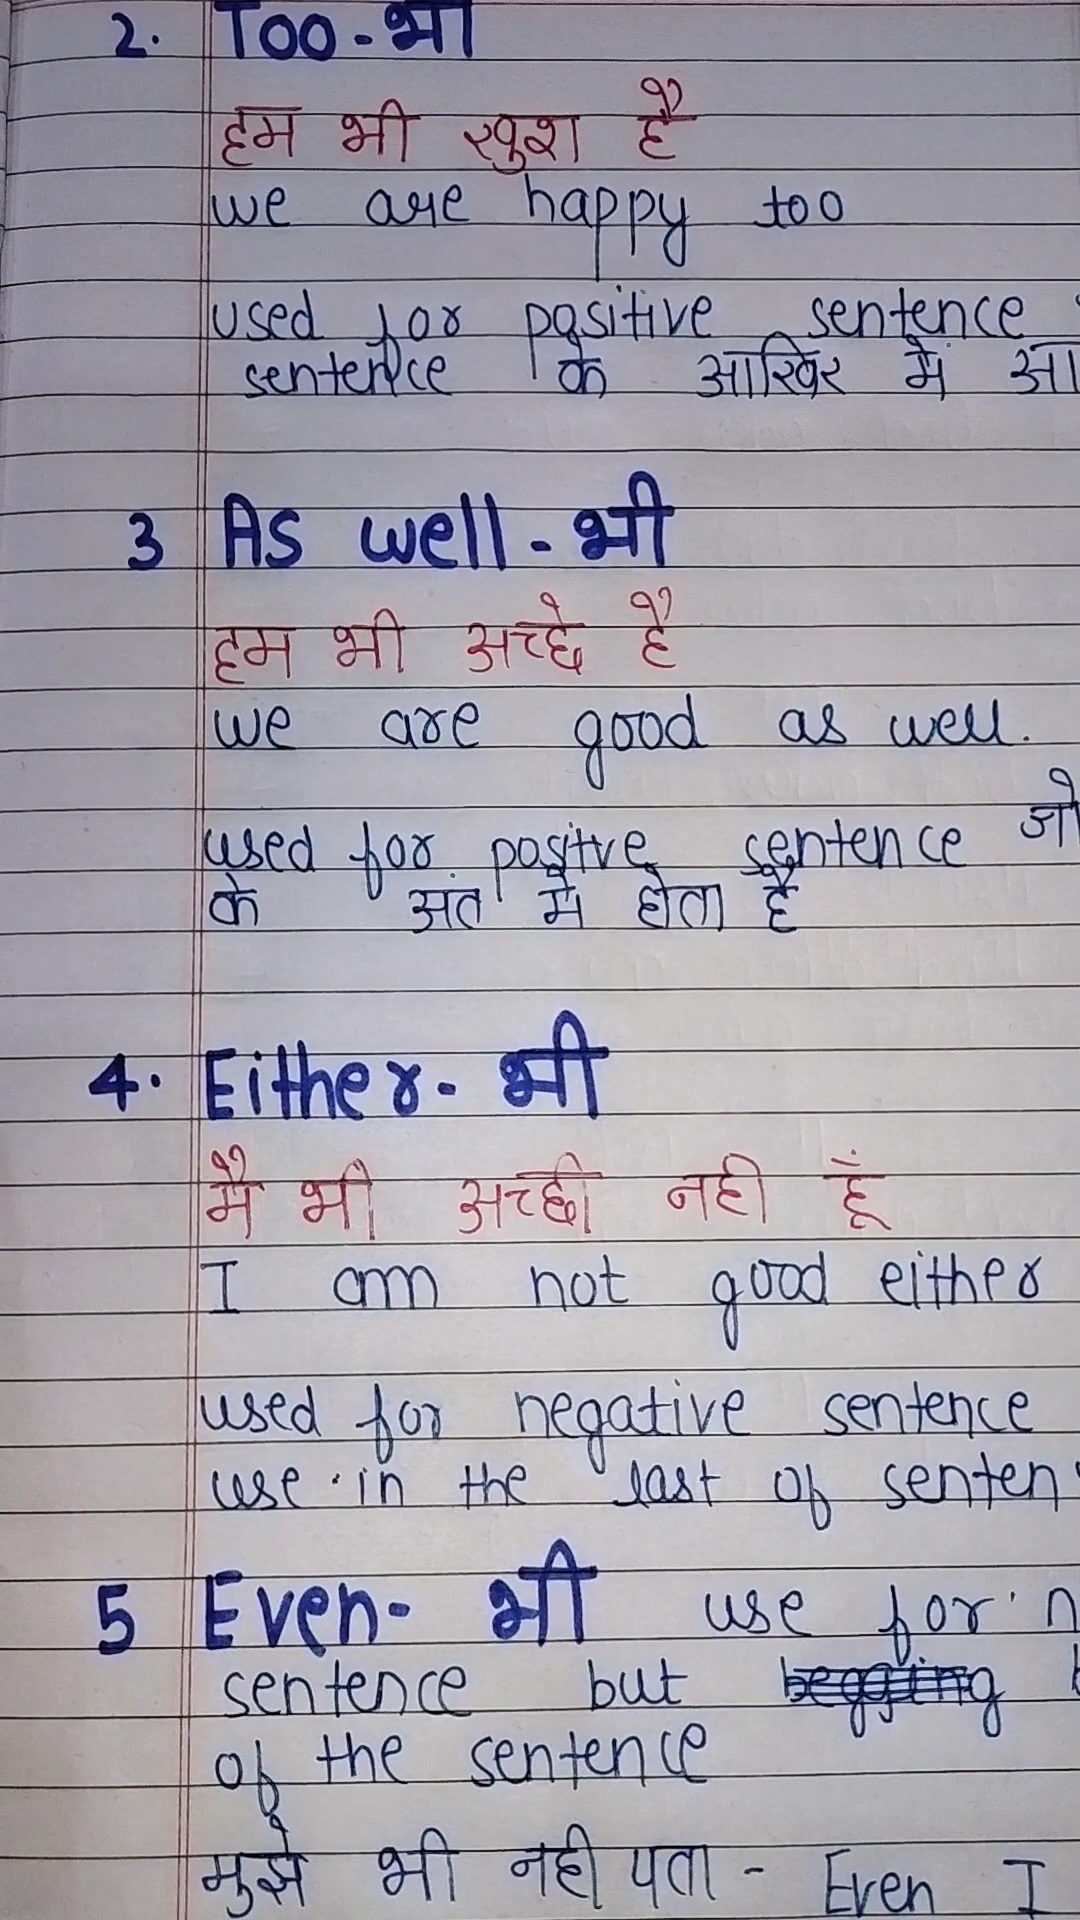 2. Too - भी
हम भी खुश है
we are happy too
used for positive sentence
sentence के आखिर में
3 As well - भी
हम भी अच्छे है
we are good as well.
used for positve sentence जो
के अंत में होता है
4. Either - भी
मै भी अच्छी नही हूं
I am not good either
used for negative sentence
use in the last of senten
5 Even - भी use for
sentence but
of the sentence
मुझे भी नही पता - Even I